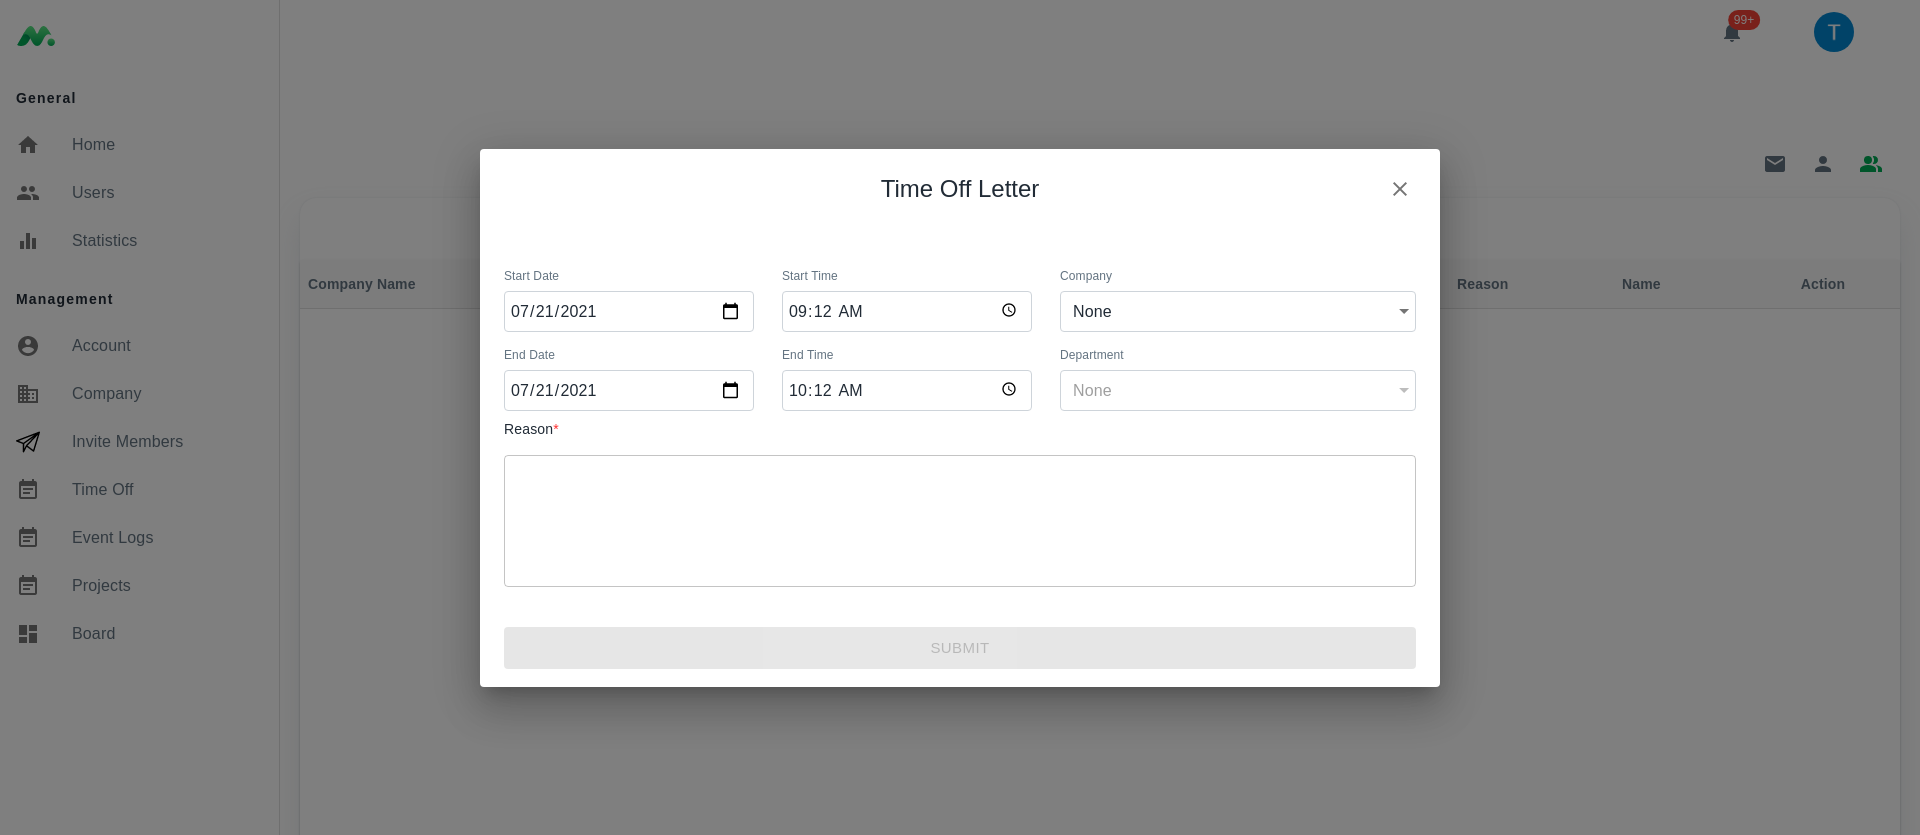 99+
T
General
Home
Users
Statistics
Management
Account
Company
Invite Members
Time Off
Event Logs
Projects
Board
Company Name
Reason
Name
Action
Time Off Letter
Start Date
Start Time
Company
07/21/2021
09:12 AM
None
End Date
End Time
Department
07/21/2021
10:12 AM
None
Reason*
SUBMIT